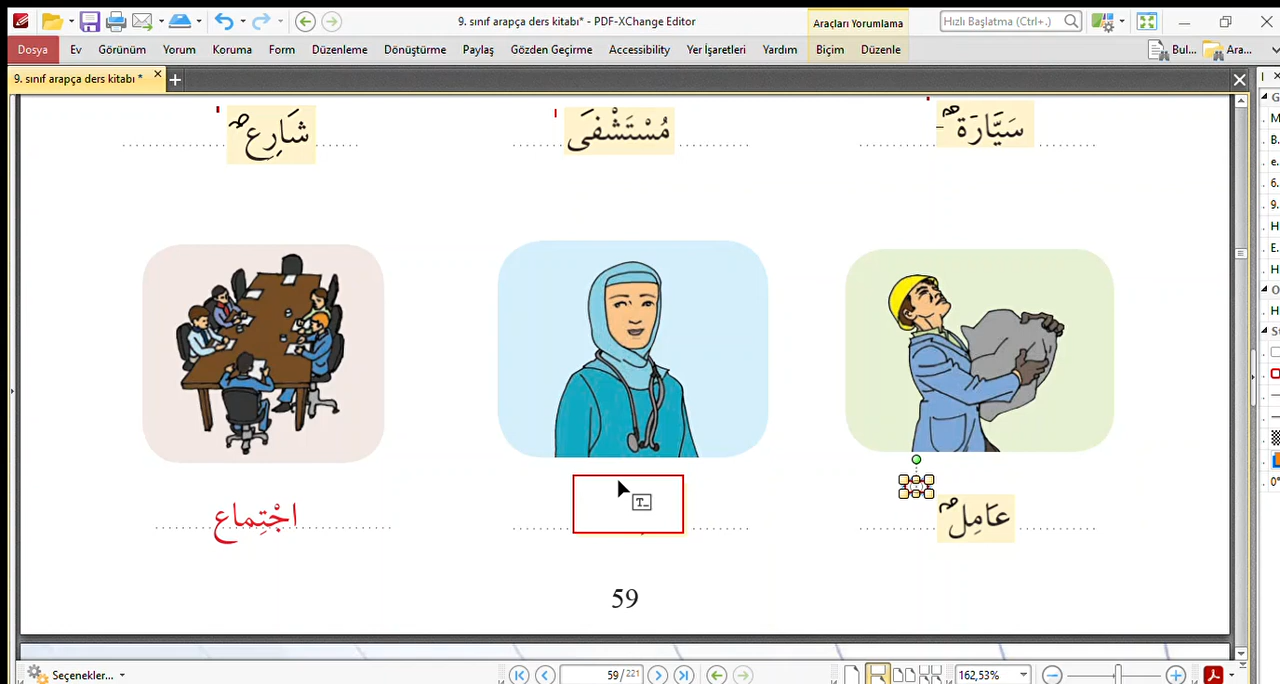 9. sınıf arapça ders kitabı* - PDF-XChange Editor
Araçları Yorumlama
Hızlı Başlatma (Ctrl+.)
Dosya Ev Görünüm Yorum Koruma Form Düzenleme Dönüştürme Paylaş Gözden Geçirme Accessibility Yer İşaretleri Yardım Biçim Düzenle Bul... Ara...
9. sınıf arapça ders kitabı *
سَيَّارَةٌ مُسْتَشْفَى شَارِعٌ
عَامِلٌ اجْتِماع
59
Seçenekler...
59 / 221
162,53%